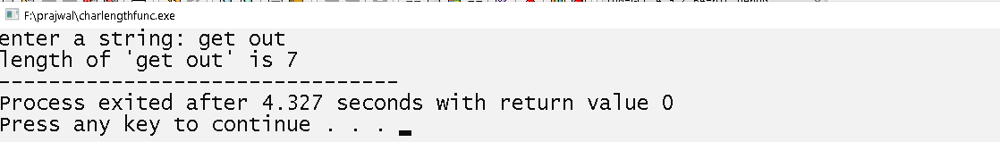 F:\prajwal\charlengthfunc.exe
enter a string: get out
length of 'get out' is 7
--------------------------------
Process exited after 4.327 seconds with return value 0
Press any key to continue . . .